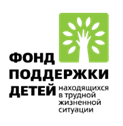 ФОНД
ПОДДЕРЖКИ
ДЕТЕЙ
находящихся
в трудной
жизненной
ситуации